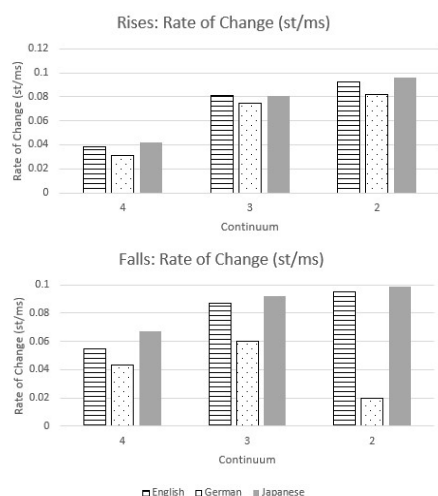 Rises: Rate of Change (st/ms)
0.12
0.1
0.08
0.06
0.04
0.02
0
Rate of Change (st/ms)
4 3 2
Continuum
Falls: Rate of Change (st/ms)
0.1
0.08
0.06
0.04
0.02
0
Rate of Change (st/ms)
4 3 2
Continuum
English German Japanese